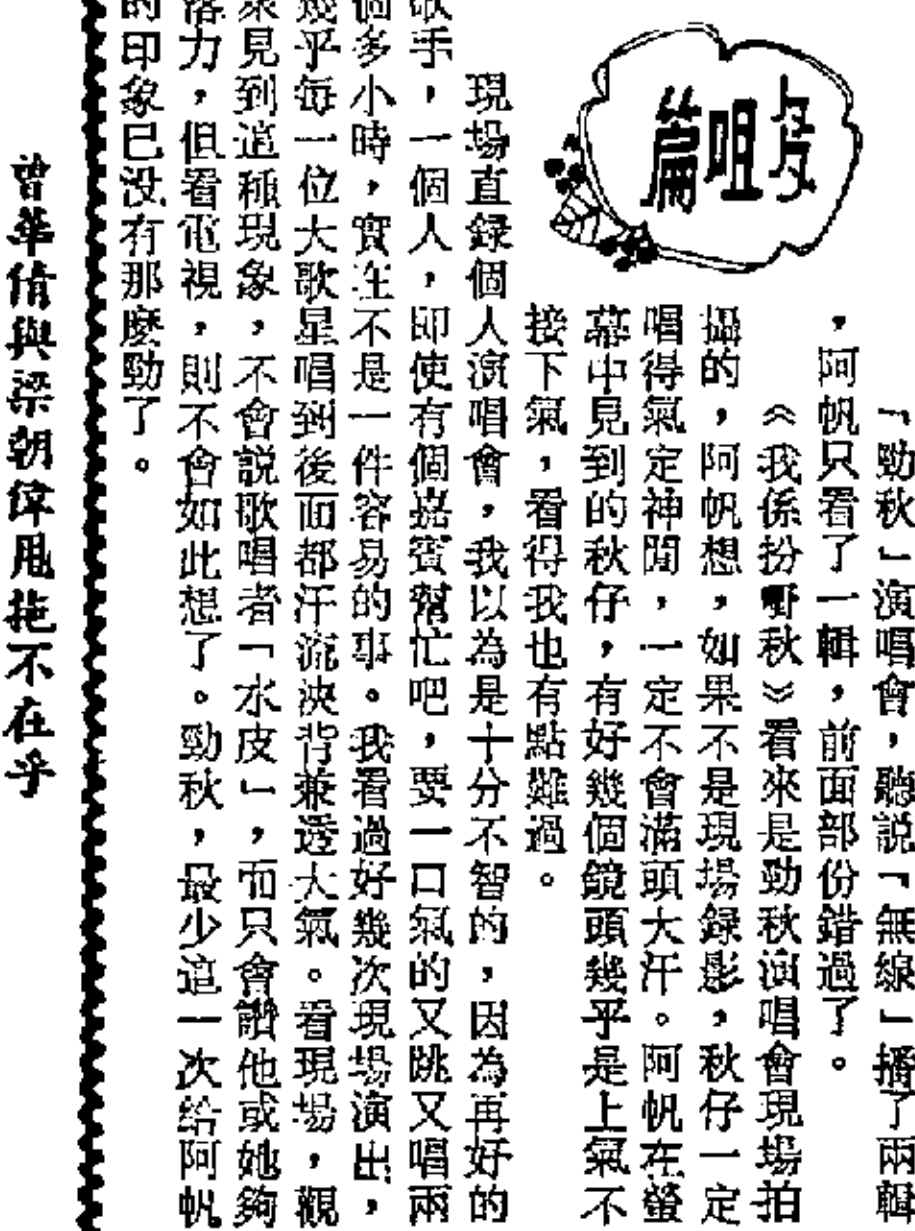 篇咀
「勁秋」演唱會，聽説「無線」播了兩輯
，阿帆只看了一輯，前面部份錯過了。
《我係扮嘢秋》看來是勁秋演唱會現場拍
攝的，阿帆想，如果不是現場録影，秋仔一定
唱得氣定神閒，一定不會滿頭大汗。阿帆在螢
幕中見到的秋仔，有好幾個鏡頭幾乎是上氣不
接下氣，看得我也有點難過。
現場直録個人演唱會，我以為是十分不智的，因為再好的
歌手，一個人，即使有個嘉賓幫忙吧，要一口氣的又跳又唱兩
個多小時，實在不是一件容易的事。我看過好幾次現場演出，
幾乎每一位大歌星唱到後面都汗流浹背兼透大氣。看現場，觀
衆見到這種現象，不會説歌唱者「水皮」，而只會讚他或她夠
落力，但看電視，則不會如此想了。勁秋，最少這一次给阿帆
的印象已没有那麼勁了。
曾華倩與梁朝偉甩拖不在乎